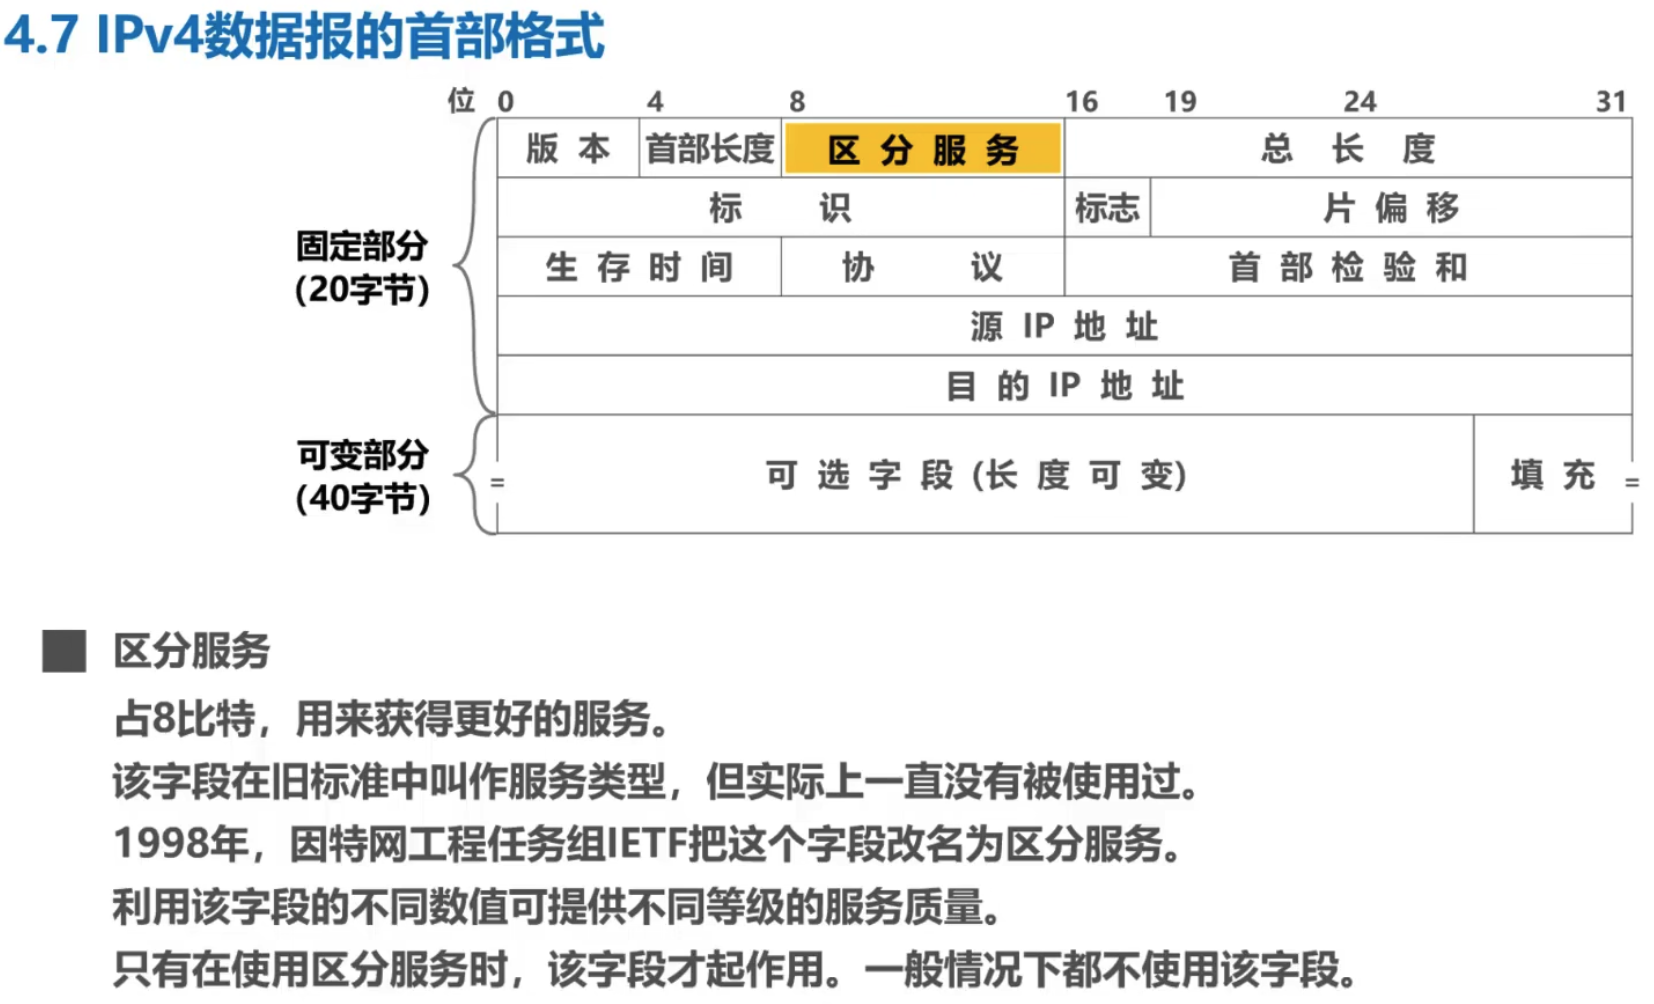 4.7 IPv4数据报的首部格式
位 0 4 8 16 19 24 31
版 本 首部长度 区 分 服 务 总 长 度
标 识 标志 片 偏 移
固定部分
(20字节)
生 存 时 间 协 议 首 部 检 验 和
源 IP 地 址
目 的 IP 地 址
可变部分
(40字节)
= 可 选 字 段 (长 度 可 变) 填 充 =
区分服务
占8比特，用来获得更好的服务。
该字段在旧标准中叫作服务类型，但实际上一直没有被使用过。
1998年，因特网工程任务组IETF把这个字段改名为区分服务。
利用该字段的不同数值可提供不同等级的服务质量。
只有在使用区分服务时，该字段才起作用。一般情况下都不使用该字段。